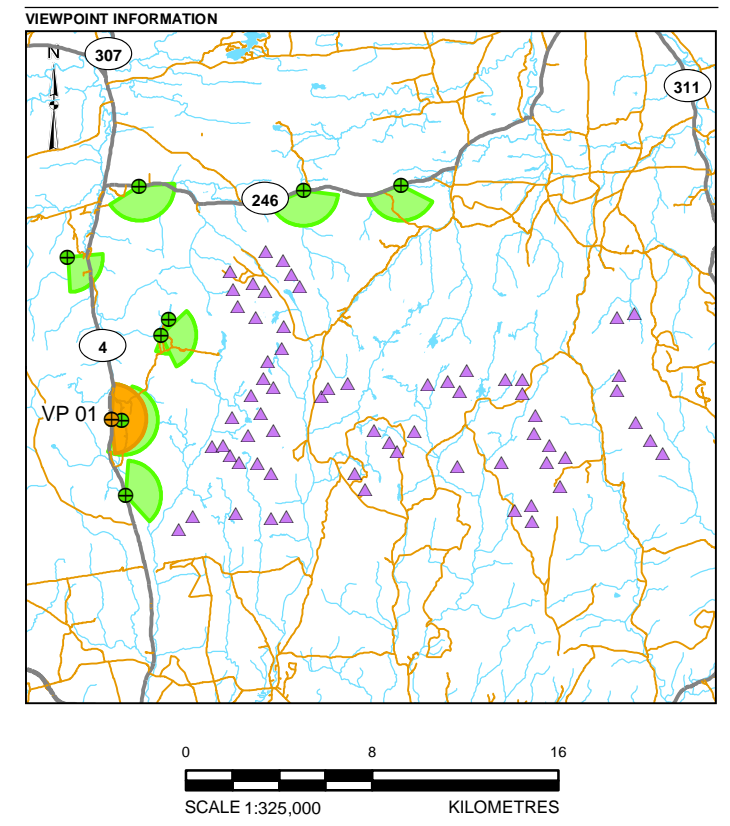 VIEWPOINT INFORMATION
N
307
311
246
4
VP 01
0 8 16
SCALE 1:325,000 KILOMETRES